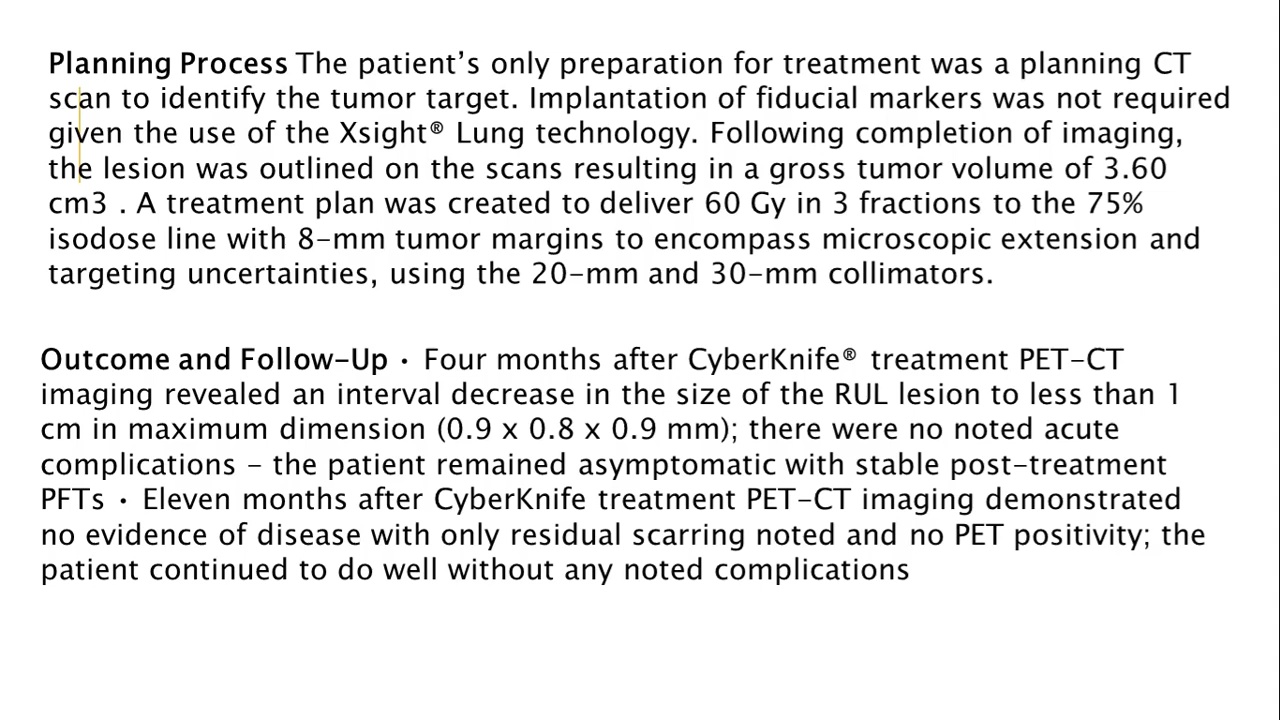 Planning Process The patient’s only preparation for treatment was a planning CT
scan to identify the tumor target. Implantation of fiducial markers was not required
given the use of the Xsight® Lung technology. Following completion of imaging,
the lesion was outlined on the scans resulting in a gross tumor volume of 3.60
cm3 . A treatment plan was created to deliver 60 Gy in 3 fractions to the 75%
isodose line with 8-mm tumor margins to encompass microscopic extension and
targeting uncertainties, using the 20-mm and 30-mm collimators.
Outcome and Follow-Up • Four months after CyberKnife® treatment PET-CT
imaging revealed an interval decrease in the size of the RUL lesion to less than 1
cm in maximum dimension (0.9 x 0.8 x 0.9 mm); there were no noted acute
complications - the patient remained asymptomatic with stable post-treatment
PFTs • Eleven months after CyberKnife treatment PET-CT imaging demonstrated
no evidence of disease with only residual scarring noted and no PET positivity; the
patient continued to do well without any noted complications